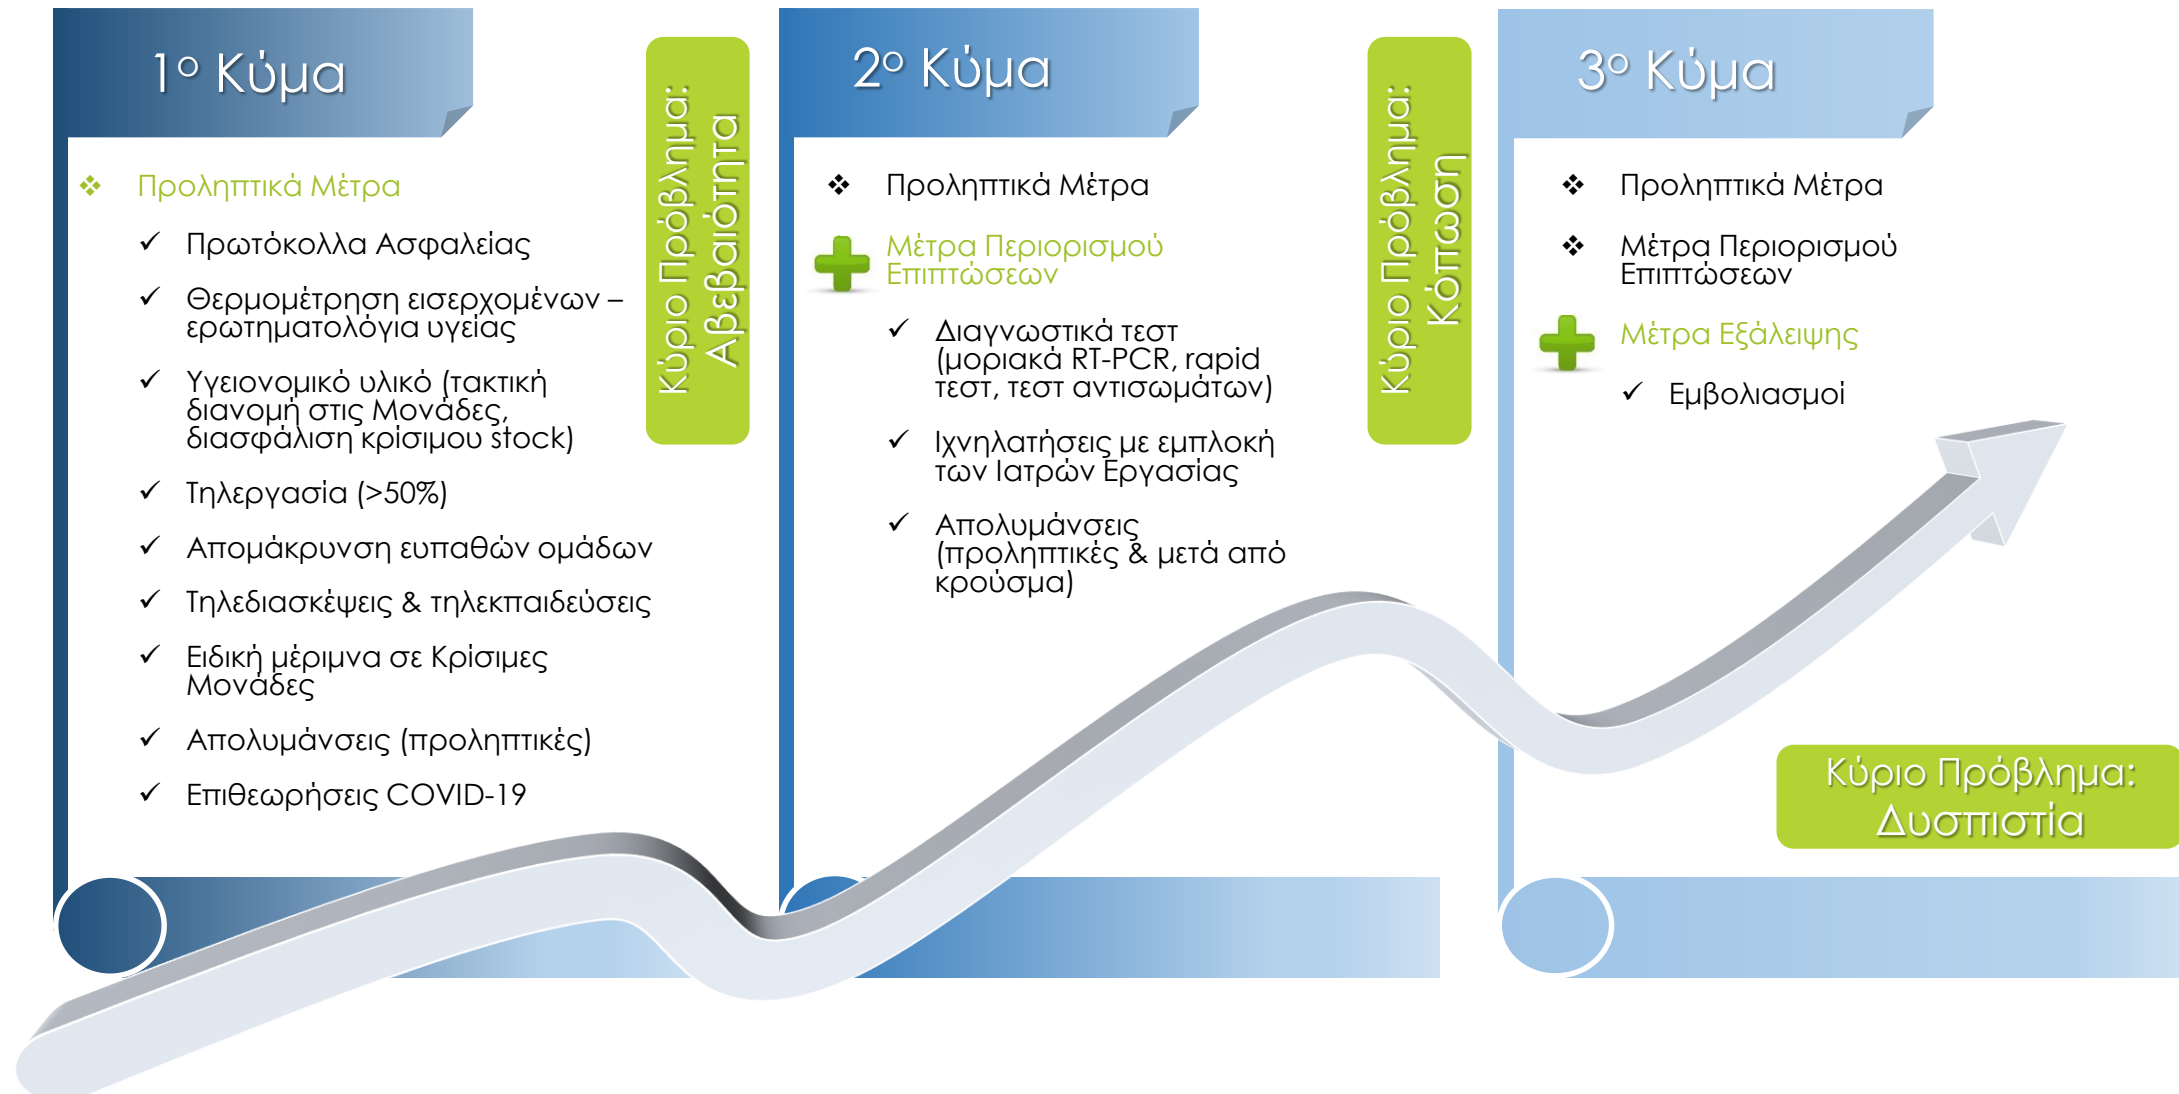 1ο Κύμα
Προληπτικά Μέτρα
Πρωτόκολλα Ασφαλείας
Θερμομέτρηση εισερχομένων –
ερωτηματολόγια υγείας
Υγειονομικό υλικό (τακτική
διανομή στις Μονάδες,
διασφάλιση κρίσιμου stock)
Τηλεργασία (>50%)
Απομάκρυνση ευπαθών ομάδων
Τηλεδιασκέψεις & τηλεκπαιδεύσεις
Ειδική μέριμνα σε Κρίσιμες
Μονάδες
Απολυμάνσεις (προληπτικές)
Επιθεωρήσεις COVID-19
Κύριο Πρόβλημα:
Αβεβαιότητα
2ο Κύμα
Προληπτικά Μέτρα
Μέτρα Περιορισμού
Επιπτώσεων
Διαγνωστικά τεστ
(μοριακά RT-PCR, rapid
τεστ, τεστ αντισωμάτων)
Ιχνηλατήσεις με εμπλοκή
των Ιατρών Εργασίας
Απολυμάνσεις
(προληπτικές & μετά από
κρούσμα)
Κύριο Πρόβλημα:
Κόπωση
3ο Κύμα
Προληπτικά Μέτρα
Μέτρα Περιορισμού
Επιπτώσεων
Μέτρα Εξάλειψης
Εμβολιασμοί
Κύριο Πρόβλημα:
Δυσπιστία